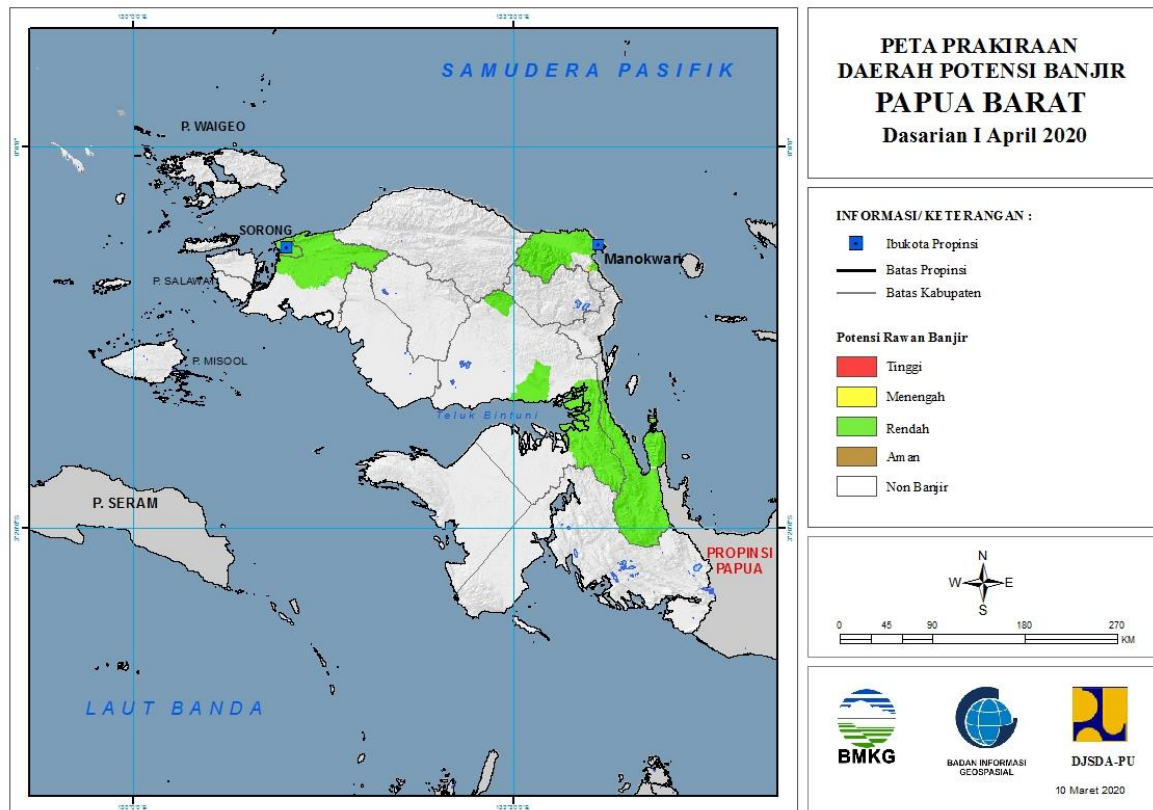 PETA PRAKIRAAN
DAERAH POTENSI BANJIR
PAPUA BARAT
Dasarian I April 2020
SAMUDERA PASIFIK
P. WAIGEO
SORONG
Manokwari
P. SALAWATI
P. MISOOL
Teluk Bintuni
P. SERAM
PROPINSI
PAPUA
LAUT BANDA
INFORMASI/ KETERANGAN :
Ibukota Propinsi
Batas Propinsi
Batas Kabupaten
Potensi Rawan Banjir
Tinggi
Menengah
Rendah
Aman
Non Banjir
N
W E
S
0 45 90 180 270
KM
BMKG
BADAN INFORMASI
GEOSPASIAL
DJSDA-PU
10 Maret 2020